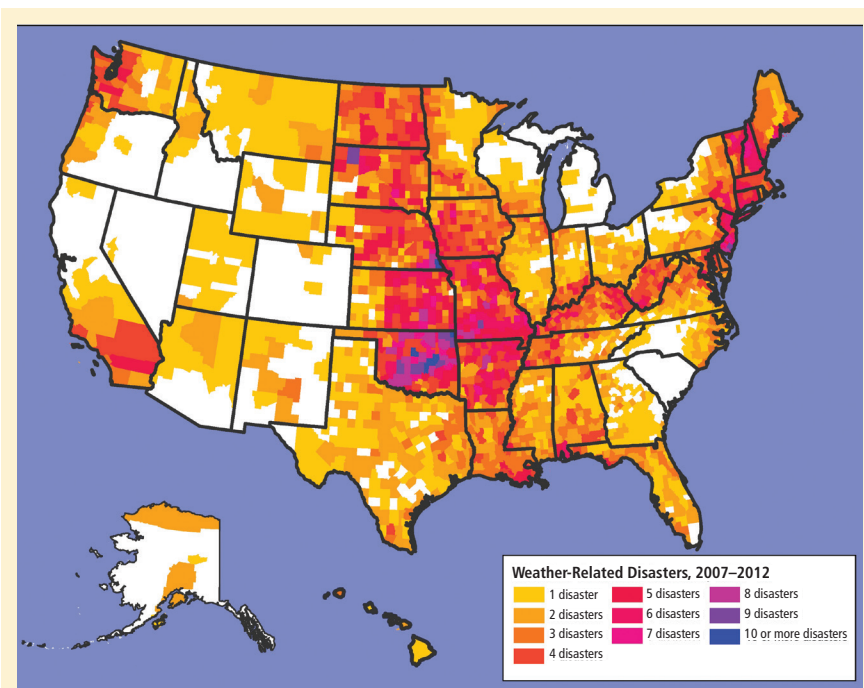 Weather-Related Disasters, 2007–2012
1 disaster
2 disasters
3 disasters
4 disasters
5 disasters
6 disasters
7 disasters
8 disasters
9 disasters
10 or more disasters